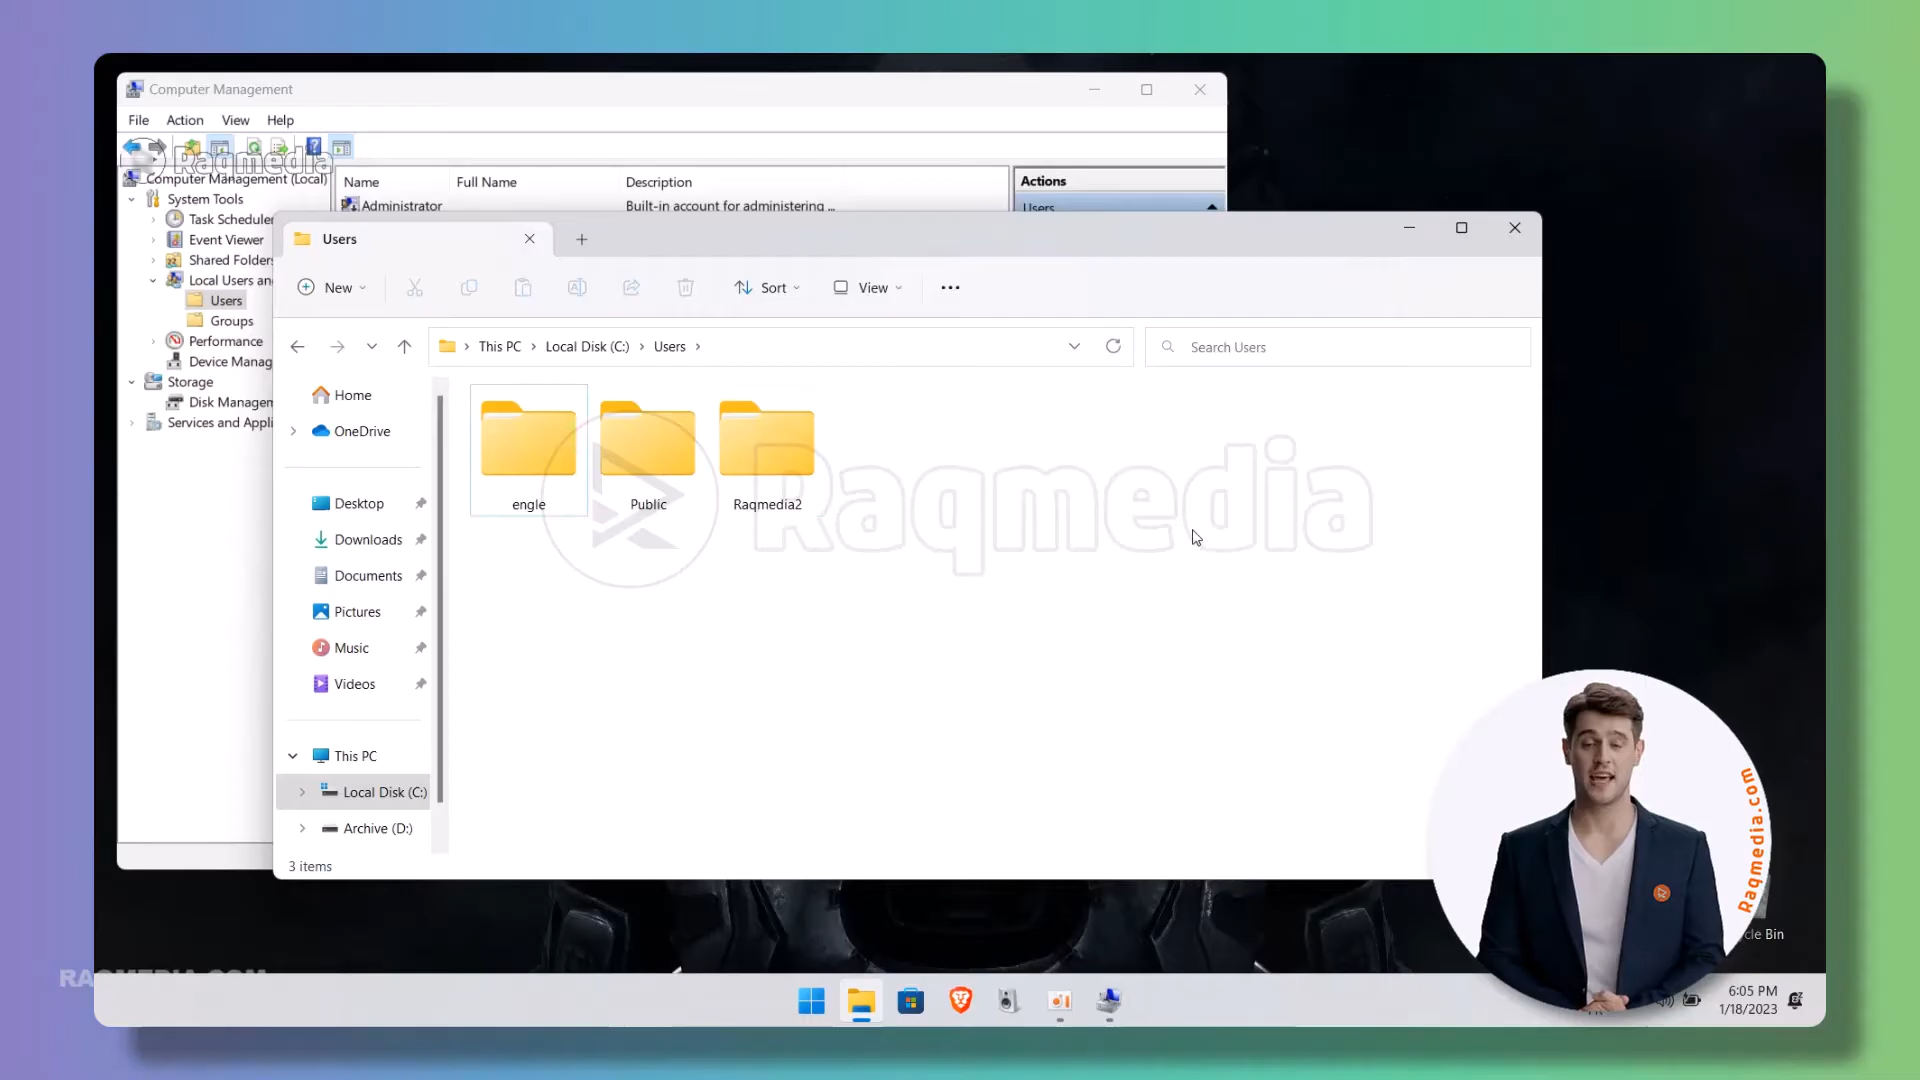 Computer Management
File Action View Help
Raqmedia
Computer Management (Local)
System Tools
Task Scheduler
Event Viewer
Shared Folders
Local Users an
Users
Groups
Performance
Device Manag
Storage
Disk Managem
Services and Appli
Name Full Name Description
Administrator Built-in account for administering ...
Actions
Users
Users
New Sort View
This PC > Local Disk (C:) > Users >
Search Users
Home
OneDrive
Desktop
Downloads
Documents
Pictures
Music
Videos
This PC
Local Disk (C:)
Archive (D:)
engle
Public
Raqmedia2
Raqmedia
3 items
Raqmedia.com
cle Bin
RAQMEDIA.COM
6:05 PM
1/18/2023